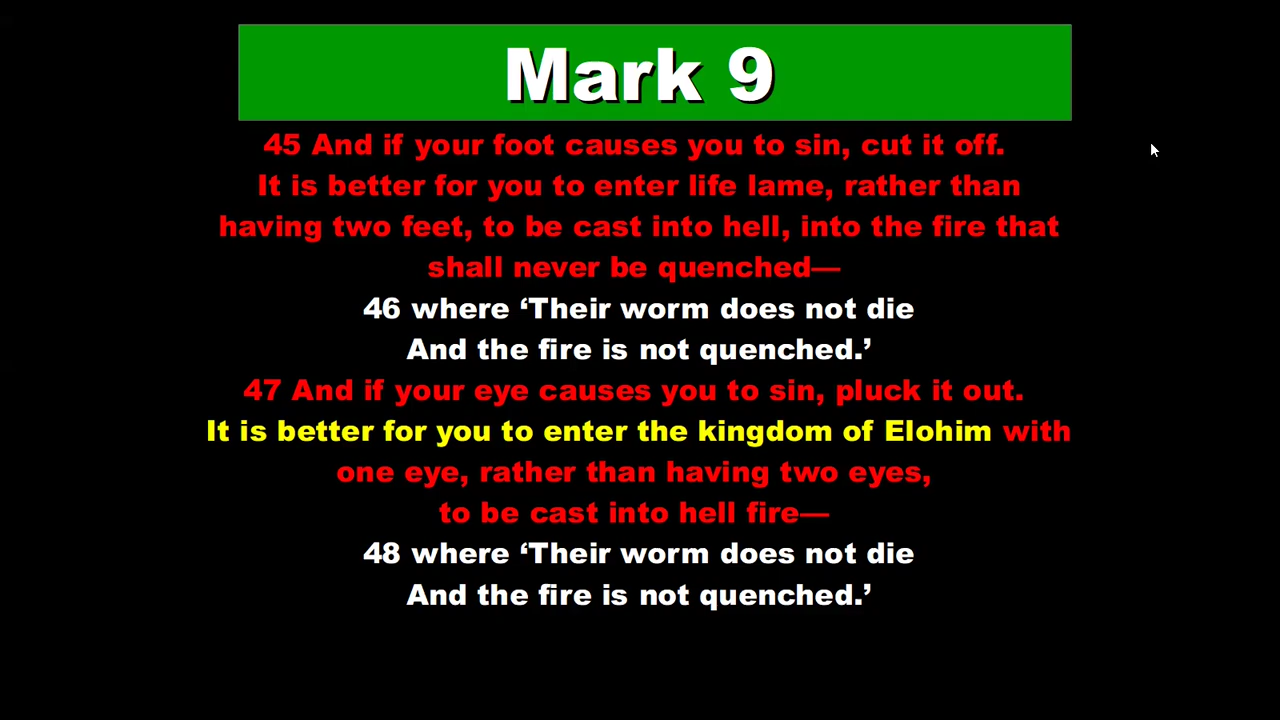 Mark 9
45 And if your foot causes you to sin, cut it off.
It is better for you to enter life lame, rather than
having two feet, to be cast into hell, into the fire that
shall never be quenched—
46 where ‘Their worm does not die
And the fire is not quenched.’
47 And if your eye causes you to sin, pluck it out.
It is better for you to enter the kingdom of Elohim with
one eye, rather than having two eyes,
to be cast into hell fire—
48 where ‘Their worm does not die
And the fire is not quenched.’